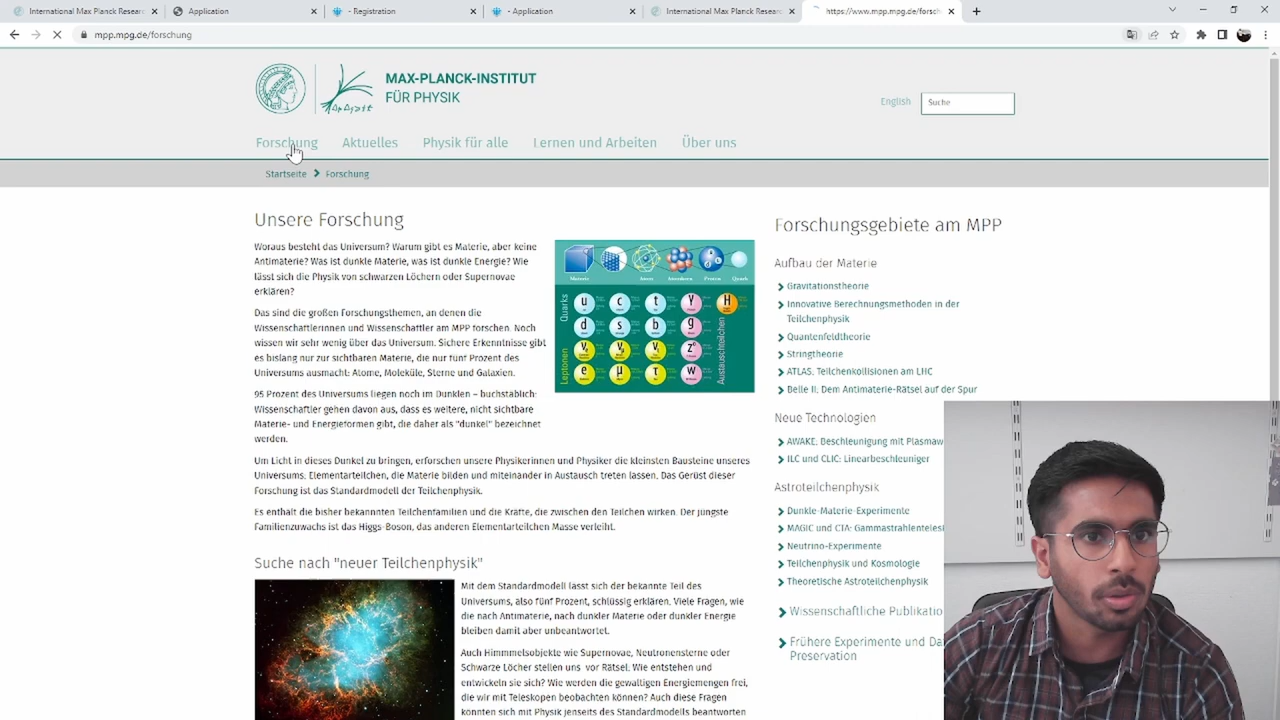 International Max Planck Resear
Application
- Registration
- Application
International Max Planck Resear
https://www.mpp.mpg.de/forsch
mpp.mpg.de/forschung
MAX-PLANCK-INSTITUT
FÜR PHYSIK
English
Suche
Forschung
Aktuelles
Physik für alle
Lernen und Arbeiten
Über uns
Startseite
Forschung
Unsere Forschung
Woraus besteht das Universum? Warum gibt es Materie, aber keine
Antimaterie? Was ist dunkle Materie, was ist dunkle Energie? Wie
lässt sich die Physik von schwarzen Löchern oder Supernovae
erklären?
Das sind die großen Forschungsthemen, an denen die
Wissenschaftlerinnen und Wissenschaftler am MPP forschen. Noch
wissen wir sehr wenig über das Universum. Sichere Erkenntnisse gibt
es bislang nur zur sichtbaren Materie, die nur fünf Prozent des
Universums ausmacht: Atome, Moleküle, Sterne und Galaxien.
95 Prozent des Universums liegen noch im Dunklen – buchstäblich:
Wissenschaftler gehen davon aus, dass es weitere, nicht sichtbare
Materie- und Energieformen gibt, die daher als "dunkel" bezeichnet
werden.
Um Licht in dieses Dunkel zu bringen, erforschen unsere Physikerinnen und Physiker die kleinsten Bausteine unseres
Universums: Elementarteilchen, die Materie bilden und miteinander in Austausch treten lassen. Das Gerüst dieser
Forschung ist das Standardmodell der Teilchenphysik.
Es enthält die bisher bekannten Teilchenfamilien und die Kräfte, die zwischen den Teilchen wirken. Der jüngste
Familienzuwachs ist das Higgs-Boson, das anderen Elementarteilchen Masse verleiht.
Quarks
Leptonen
Austauschteilchen
u c t γ H
d s b g
ν ν ν Z
e μ τ W
Suche nach "neuer Teilchenphysik"
Mit dem Standardmodell lässt sich der bekannte Teil des
Universums, also fünf Prozent, schlüssig erklären. Viele Fragen, wie
die nach Antimaterie, nach dunkler Materie oder dunkler Energie
bleiben damit aber unbeantwortet.
Auch Himmmelsobjekte wie Supernovae, Neutronensterne oder
Schwarze Löcher stellen uns vor Rätsel. Wie entstehen und
entwickeln sie sich? Wie werden die gewaltigen Energiemengen frei,
die wir mit Teleskopen beobachten können? Auch diese Fragen
könnten sich mit Physik jenseits des Standardmodells beantworten
Forschungsgebiete am MPP
Aufbau der Materie
Gravitationstheorie
Innovative Berechnungsmethoden in der
Teilchenphysik
Quantenfeldtheorie
Stringtheorie
ATLAS. Teilchenkollisionen am LHC
Belle II: Dem Antimaterie-Rätsel auf der Spur
Neue Technologien
AWAKE. Beschleunigung mit Plasmaw
ILC und CLIC: Linearbeschleuniger
Astroteilchenphysik
Dunkle-Materie-Experimente
MAGIC und CTA: Gammastrahlentelesk
Neutrino-Experimente
Teilchenphysik und Kosmologie
Theoretische Astroteilchenphysik
Wissenschaftliche Publikatio
Frühere Experimente und Da
Preservation